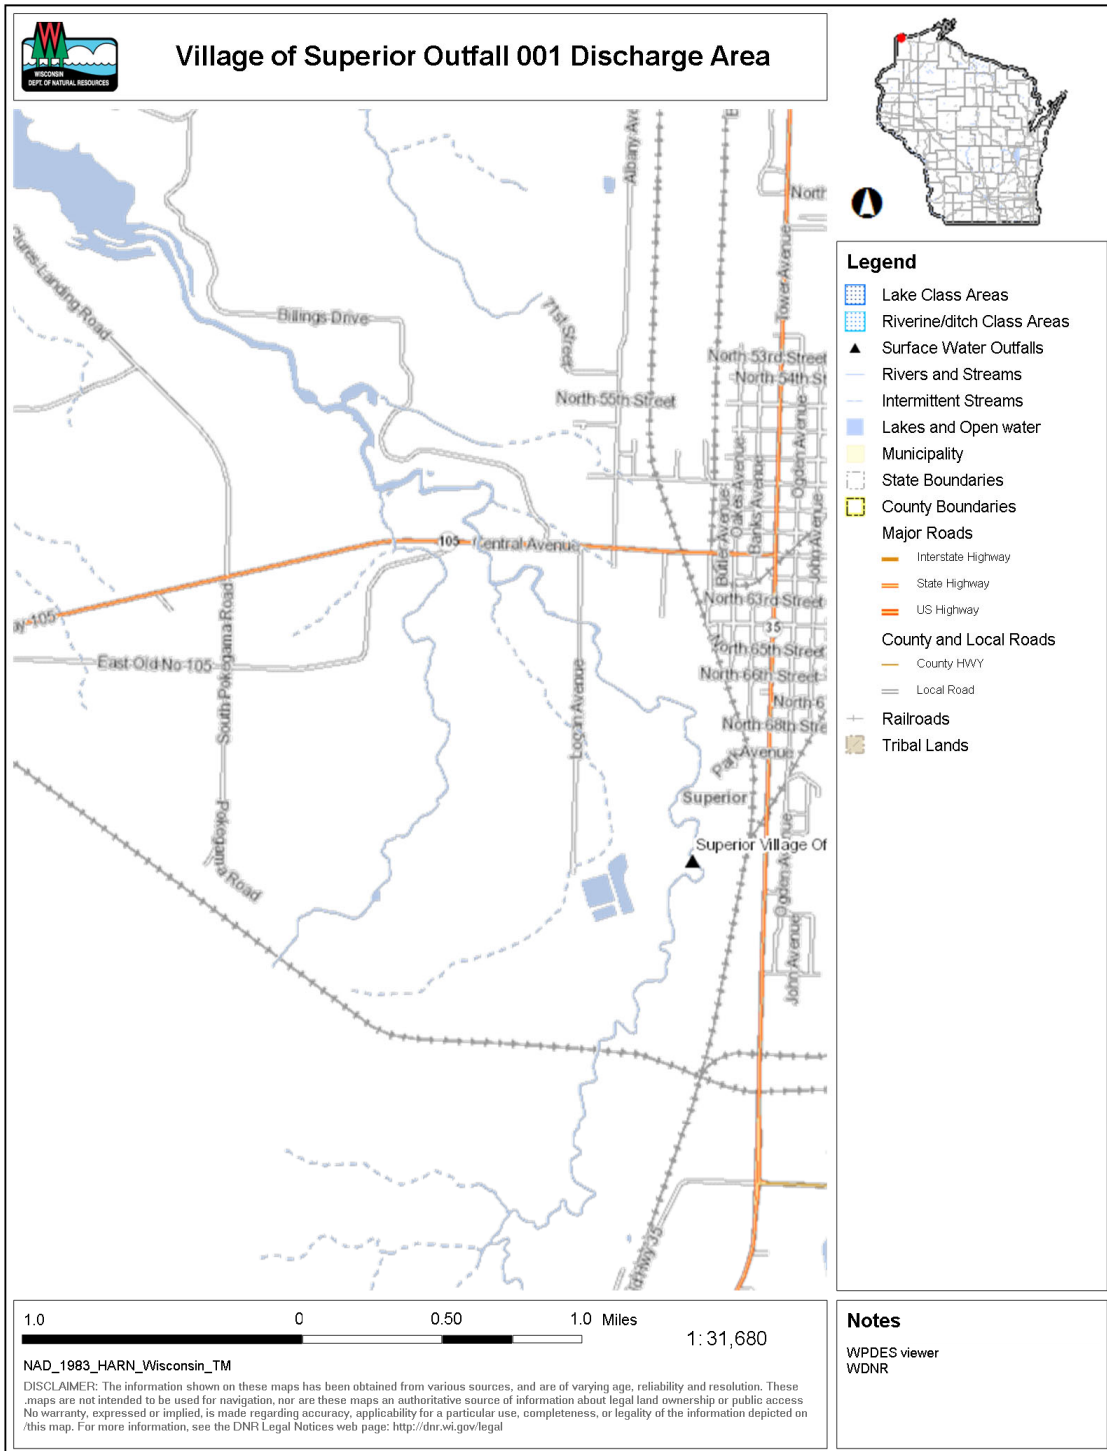 WISCONSIN
DEPT. OF NATURAL RESOURCES
Village of Superior Outfall 001 Discharge Area
Albany Av
North
Tower Avenue
tures Landing Road
Billings Drive
71st Street
North 53rd Street
North 54th St
North 55th Street
Ogden Avenue
Oakes Avenue
Banks Avenue
Butler Avenue
John Avenue
105
Central Avenue
ay 105
North 63rd Street
35
North 65th Street
East Old No 105
North 66th Street
South Pokegama Road
Logan Avenue
North 6
North 68th Stre
Park Avenue
Superior
Superior Village Of
Pokegama Road
Ogden Avenue
John Avenue
d Hwy 35
Legend
Lake Class Areas
Riverine/ditch Class Areas
Surface Water Outfalls
Rivers and Streams
Intermittent Streams
Lakes and Open water
Municipality
State Boundaries
County Boundaries
Major Roads
Interstate Highway
State Highway
US Highway
County and Local Roads
County HWY
Local Road
Railroads
Tribal Lands
1.0 0 0.50 1.0 Miles
1: 31,680
NAD_1983_HARN_Wisconsin_TM
DISCLAIMER: The information shown on these maps has been obtained from various sources, and are of varying age, reliability and resolution. These
.maps are not intended to be used for navigation, nor are these maps an authoritative source of information about legal land ownership or public access
No warranty, expressed or implied, is made regarding accuracy, applicability for a particular use, completeness, or legality of the information depicted on
/this map. For more information, see the DNR Legal Notices web page: http://dnr.wi.gov/legal
Notes
WPDES viewer
WDNR